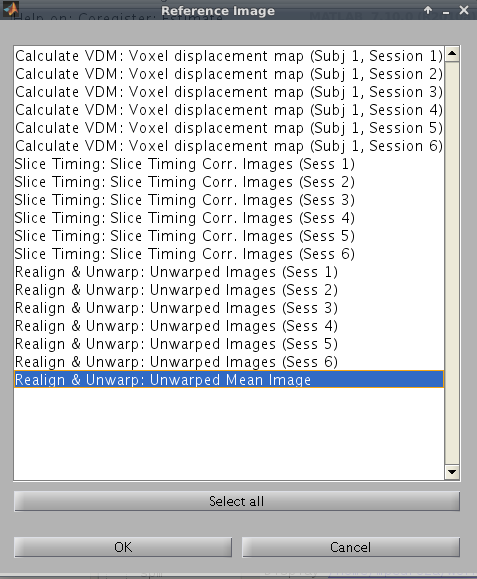 Reference Image
Calculate VDM: Voxel displacement map (Subj 1, Session 1)
Calculate VDM: Voxel displacement map (Subj 1, Session 2)
Calculate VDM: Voxel displacement map (Subj 1, Session 3)
Calculate VDM: Voxel displacement map (Subj 1, Session 4)
Calculate VDM: Voxel displacement map (Subj 1, Session 5)
Calculate VDM: Voxel displacement map (Subj 1, Session 6)
Slice Timing: Slice Timing Corr. Images (Sess 1)
Slice Timing: Slice Timing Corr. Images (Sess 2)
Slice Timing: Slice Timing Corr. Images (Sess 3)
Slice Timing: Slice Timing Corr. Images (Sess 4)
Slice Timing: Slice Timing Corr. Images (Sess 5)
Slice Timing: Slice Timing Corr. Images (Sess 6)
Realign & Unwarp: Unwarped Images (Sess 1)
Realign & Unwarp: Unwarped Images (Sess 2)
Realign & Unwarp: Unwarped Images (Sess 3)
Realign & Unwarp: Unwarped Images (Sess 4)
Realign & Unwarp: Unwarped Images (Sess 5)
Realign & Unwarp: Unwarped Images (Sess 6)
Realign & Unwarp: Unwarped Mean Image
Select all
OK
Cancel